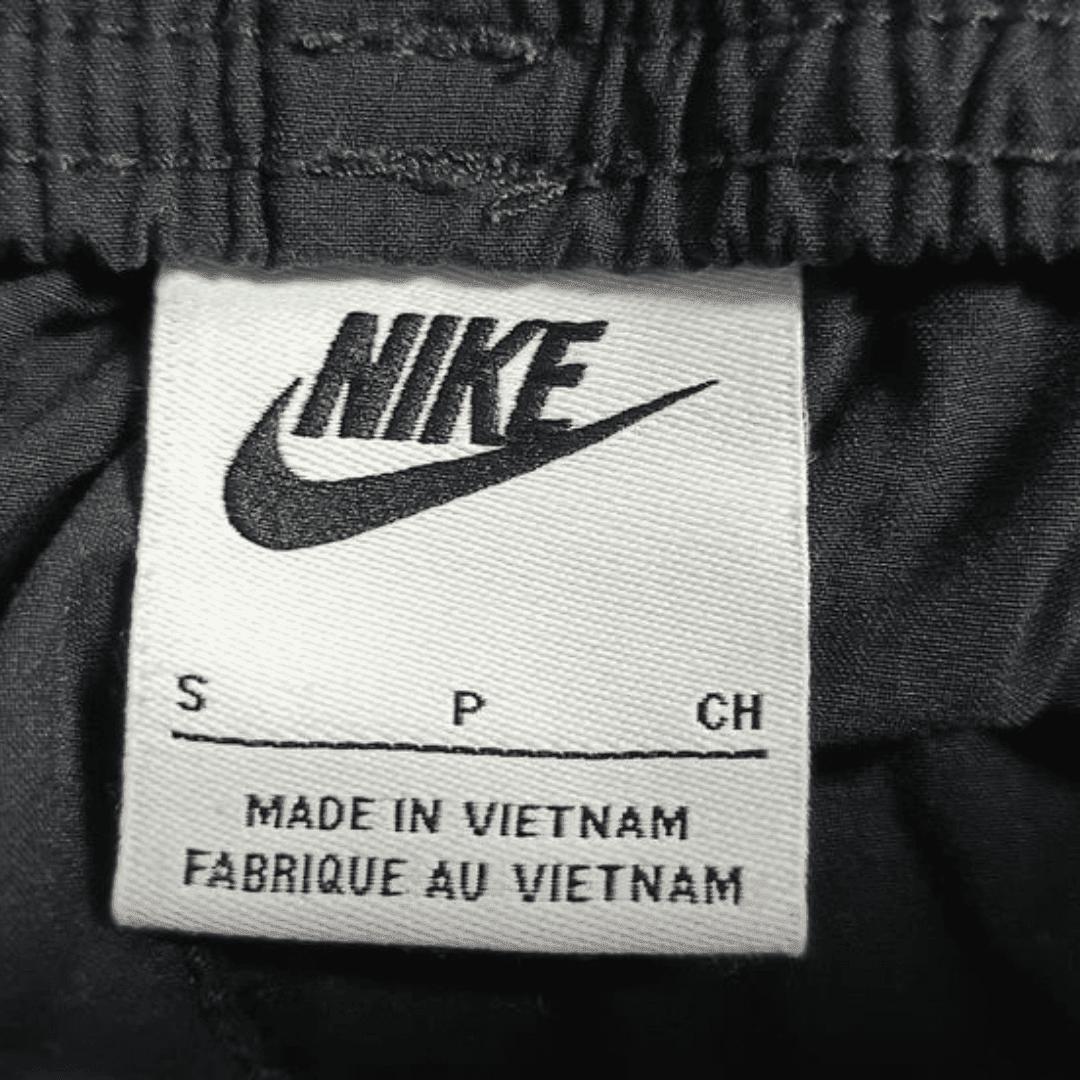 NIKE
S P CH
MADE IN VIETNAM
FABRIQUE AU VIETNAM